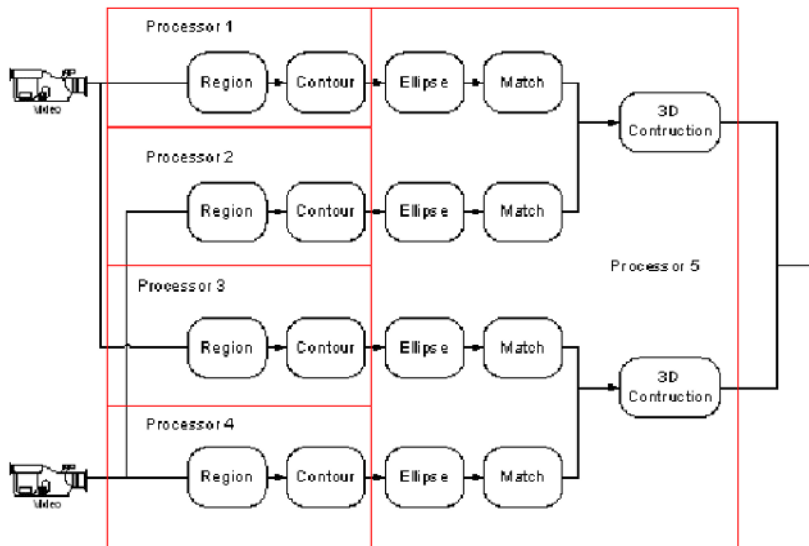 Processor 1
Region
Contour
Ellipse
Match
Video
3D
Contruction
Processor 2
Region
Contour
Ellipse
Match
Processor 5
Processor 3
Region
Contour
Ellipse
Match
3D
Contruction
Processor 4
Region
Contour
Ellipse
Match
Video